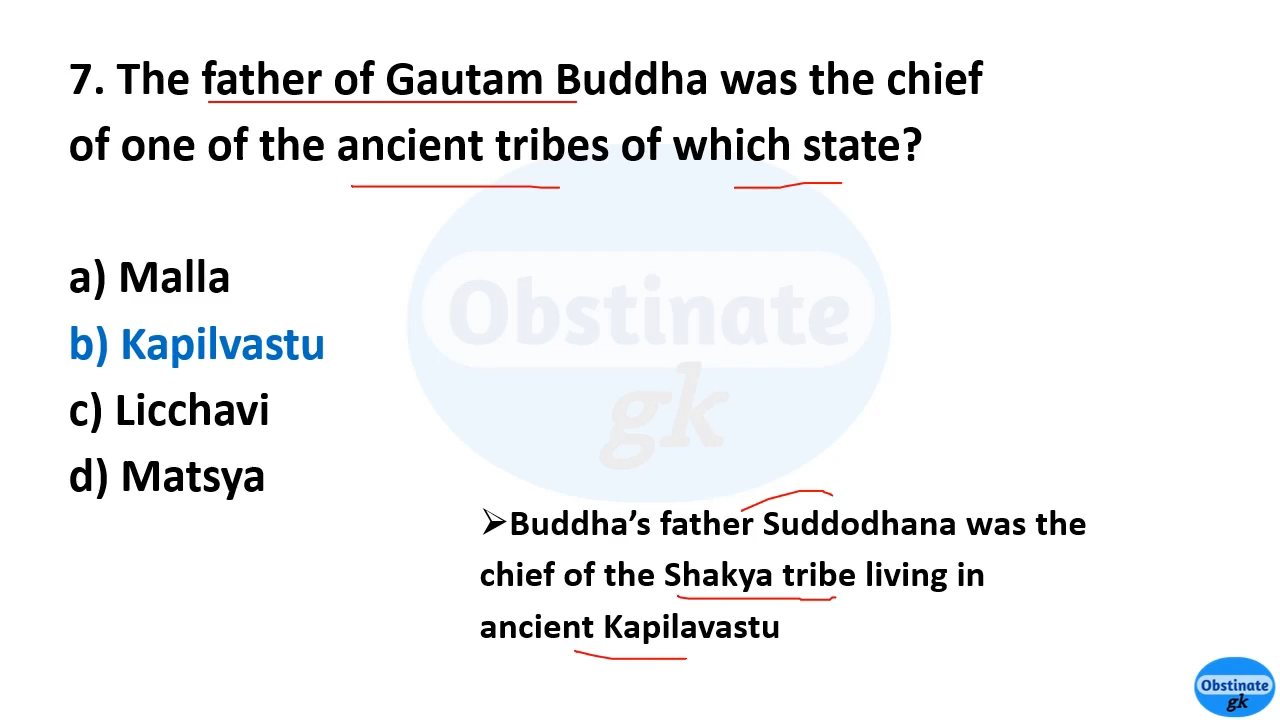 7. The father of Gautam Buddha was the chief
of one of the ancient tribes of which state?
a) Malla
b) Kapilvastu
c) Licchavi
d) Matsya
Obstinate
gk
➢Buddha's father Suddodhana was the
chief of the Shakya tribe living in
ancient Kapilavastu
Obstinate
gk